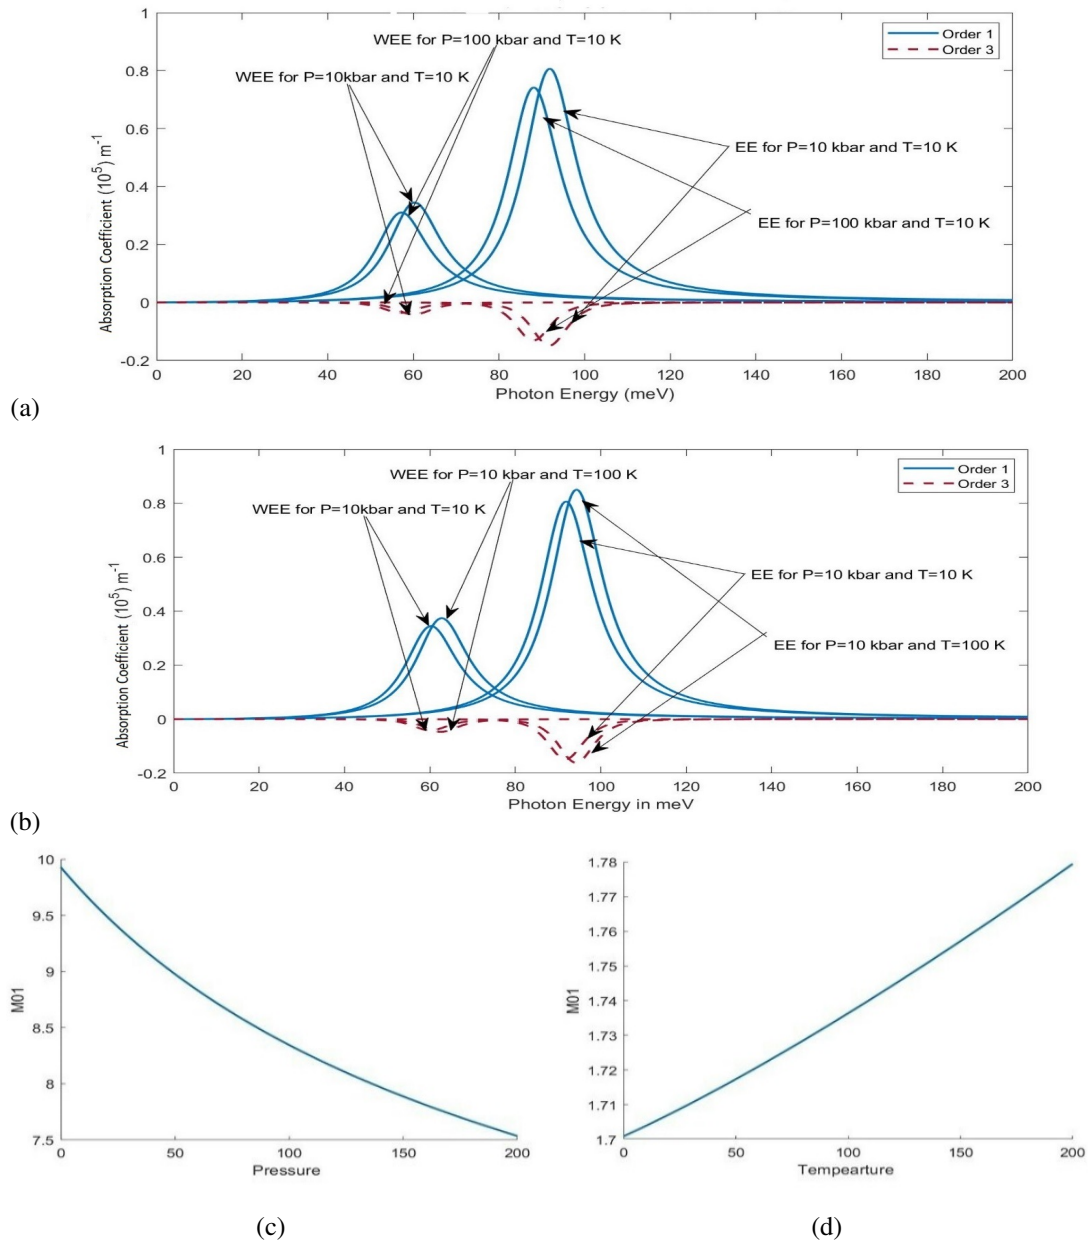 1
WEE for P=100 kbar and T=10 K
Order 1
Order 3
0.8
WEE for P=10kbar and T=10 K
0.6
EE for P=10 kbar and T=10 K
0.4
EE for P=100 kbar and T=10 K
0.2
0
-0.2
Absorption Coefficient (10⁵) m⁻¹
0 20 40 60 80 100 120 140 160 180 200
Photon Energy (meV)
(a)
1
WEE for P=10 kbar and T=100 K
Order 1
Order 3
0.8
WEE for P=10kbar and T=10 K
0.6
EE for P=10 kbar and T=10 K
0.4
EE for P=10 kbar and T=100 K
0.2
0
-0.2
Absorption Coefficient (10⁵) m⁻¹
0 20 40 60 80 100 120 140 160 180 200
Photon Energy in meV
(b)
10
9.5
9
8.5
8
7.5
M01
0 50 100 150 200
Pressure
(c)
1.78
1.77
1.76
1.75
1.74
1.73
1.72
1.71
1.7
M01
0 50 100 150 200
Tempearture
(d)